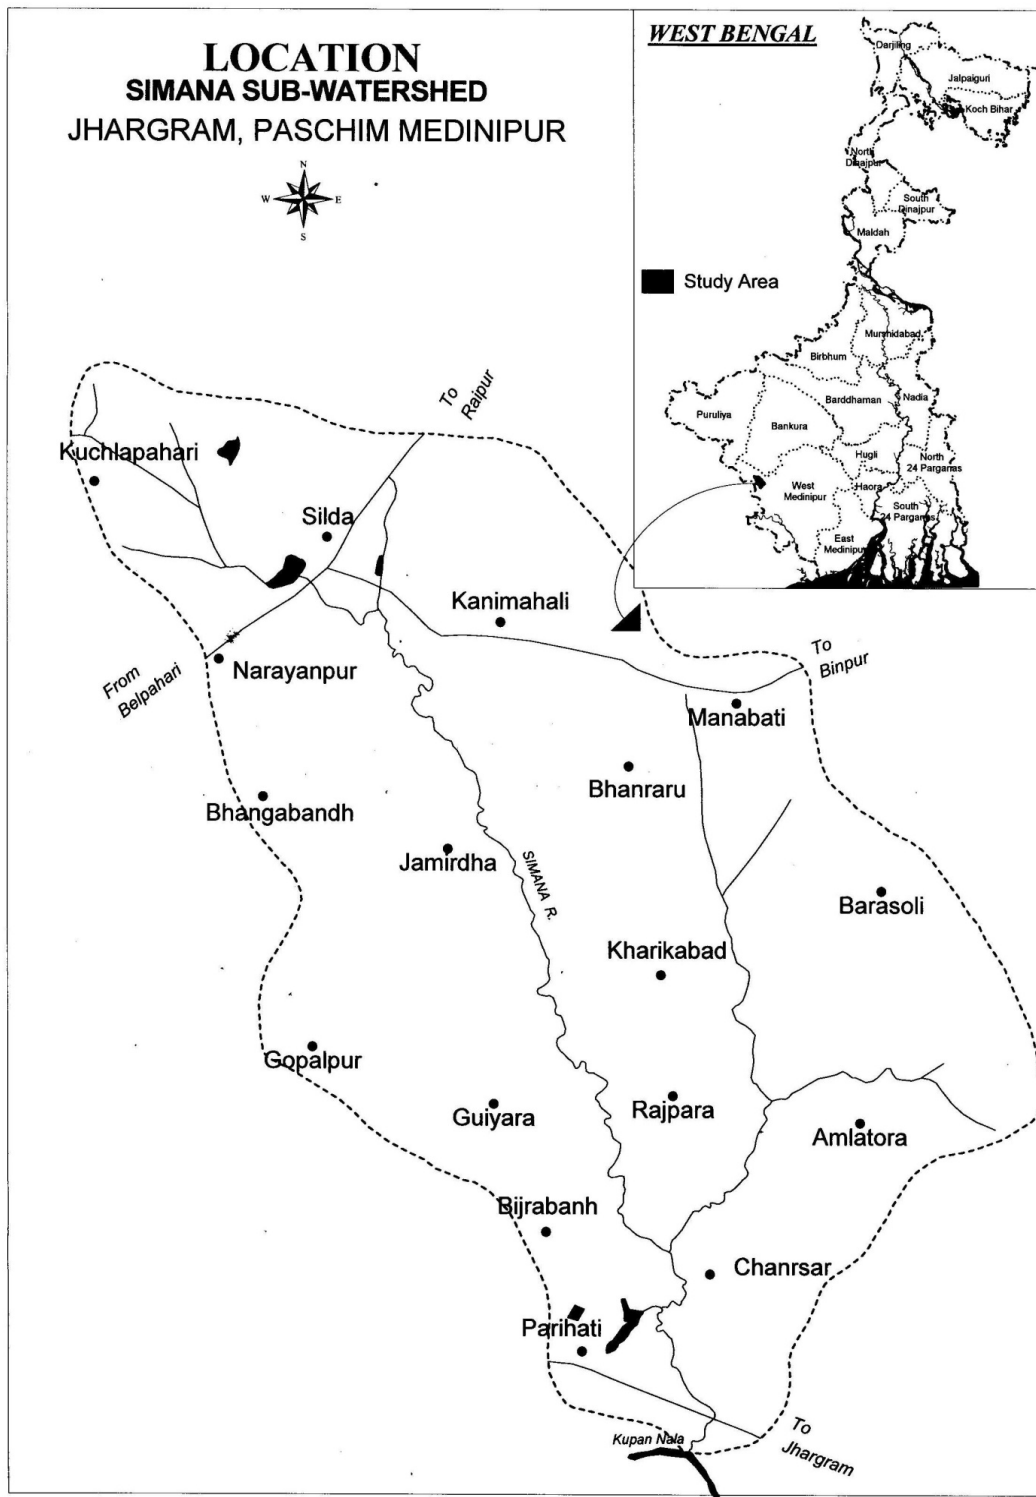 LOCATION
SIMANA SUB-WATERSHED
JHARGRAM, PASCHIM MEDINIPUR
N
W
E
S
WEST BENGAL
Darjiling
Jalpaiguri
Koch Bihar
North
Dinajpur
South
Dinajpur
Maldah
Study Area
Murshidabad
Birbhum
Barddhaman
Nadia
Puruliya
Bankura
Hugli
North
24 Parganas
West
Medinipur
Haora
South
24 Parganas
East
Medinipur
To
Raipur
Kuchlapahari
Silda
Kanimahali
To
Binpur
From
Belpahari
Narayanpur
Manabati
Bhanraru
Bhangabandh
Jamirdha
SIMANA R.
Barasoli
Kharikabad
Gopalpur
Guiyara
Rajpara
Amlatora
Bijrabanh
Chanrsar
Parihati
To
Jhargram
Kupan Nala